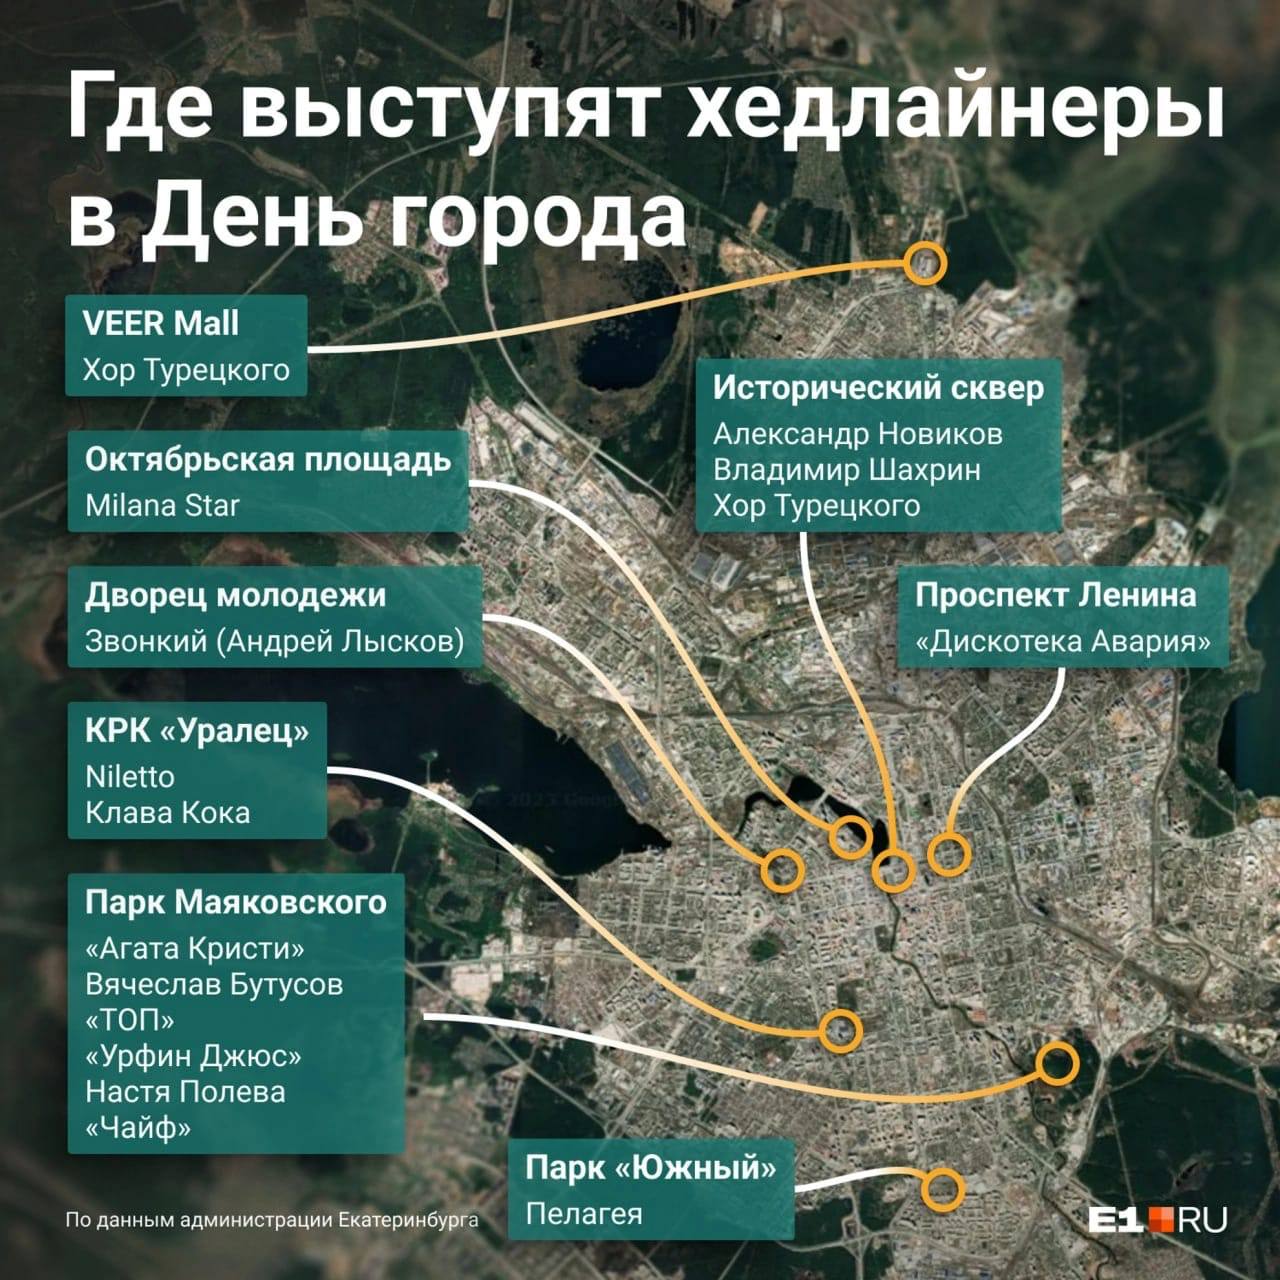 Где выступят хедлайнеры
в День города
VEER Mall
Хор Турецкого
Октябрьская площадь
Milana Star
Дворец молодежи
Звонкий (Андрей Лысков)
КРК «Уралец»
Niletto
Клава Кока
Парк Маяковского
«Агата Кристи»
Вячеслав Бутусов
«ТОП»
«Урфин Джюс»
Настя Полева
«Чайф»
Исторический сквер
Александр Новиков
Владимир Шахрин
Хор Турецкого
Проспект Ленина
«Дискотека Авария»
Парк «Южный»
Пелагея
По данным администрации Екатеринбурга
E1 RU